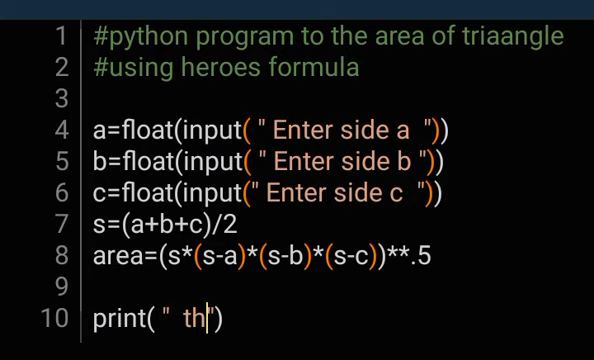 1 #python program to the area of triaangle
2 #using heroes formula
3
4 a=float(input( " Enter side a  "))
5 b=float(input( " Enter side b "))
6 c=float(input(" Enter side c  "))
7 s=(a+b+c)/2
8 area=(s*(s-a)*(s-b)*(s-c))**.5
9
10 print( "  th")